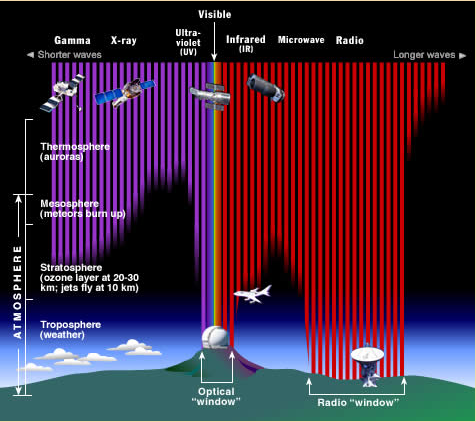 Visible
Gamma X-ray Ultra-
violet
(UV) Infrared
(IR) Microwave Radio
◄ Shorter waves Longer waves ►
Thermosphere
(auroras)
Mesosphere
(meteors burn up)
Stratosphere
(ozone layer at 20-30
km; jets fly at 10 km)
Troposphere
(weather)
ATMOSPHERE
Optical
“window”
Radio “window”